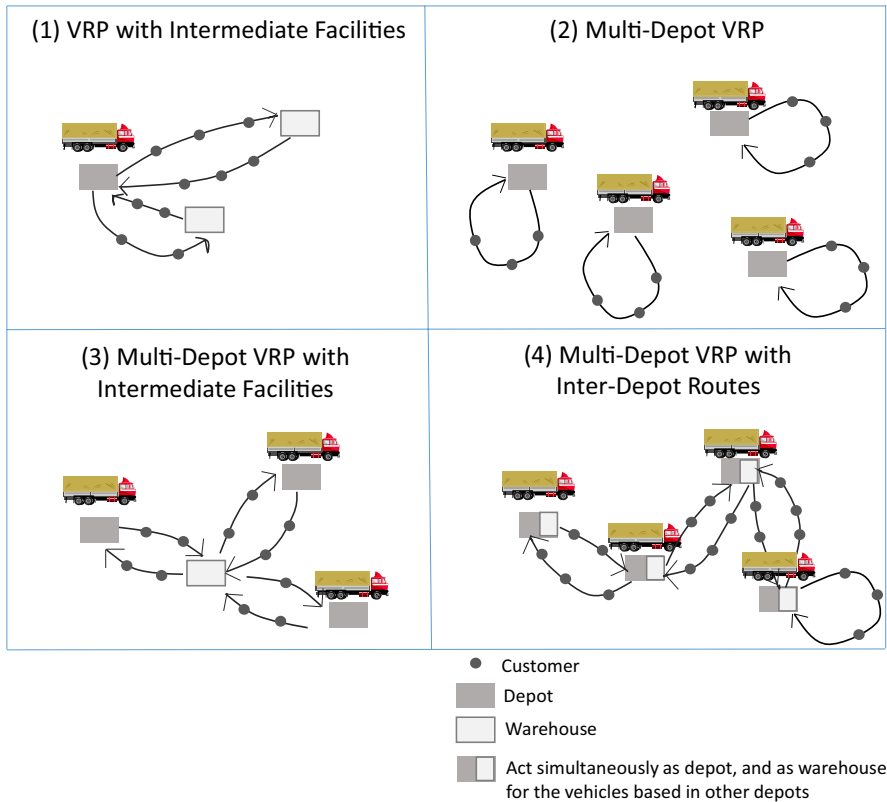 (1) VRP with Intermediate Facilities
(2) Multi-Depot VRP
(3) Multi-Depot VRP with
Intermediate Facilities
(4) Multi-Depot VRP with
Inter-Depot Routes
Customer
Depot
Warehouse
Act simultaneously as depot, and as warehouse
for the vehicles based in other depots